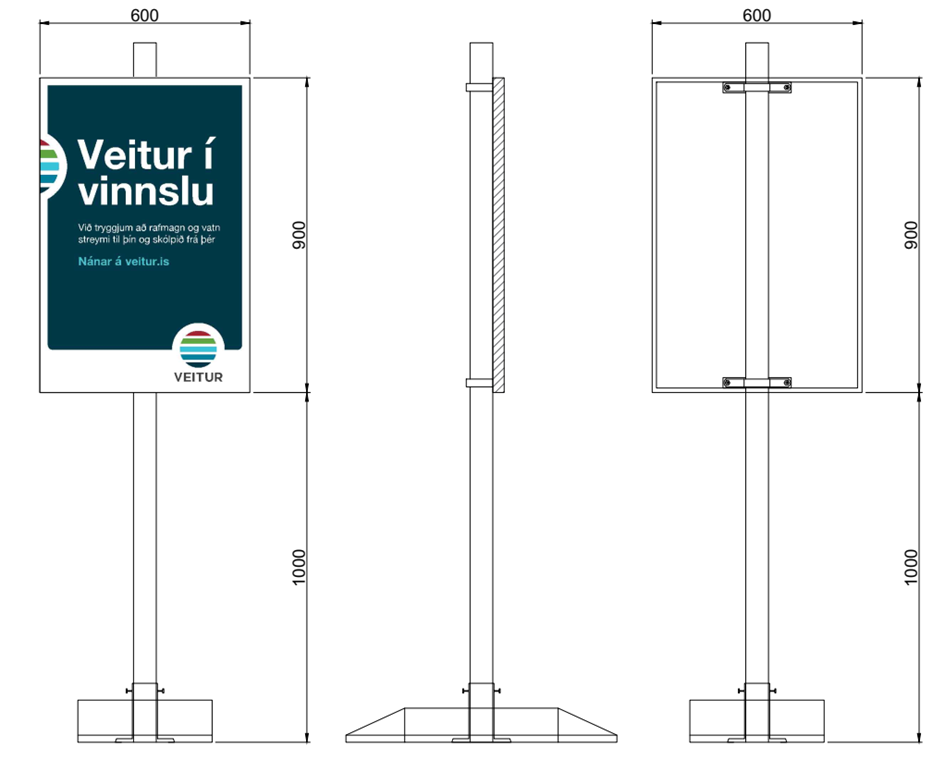 600
600
Veitur í
vinnslu
Við tryggjum að rafmagn og vatn
streymi til þín og skólpið frá þér
Nánar á veitur.is
VEITUR
900
900
1000
1000